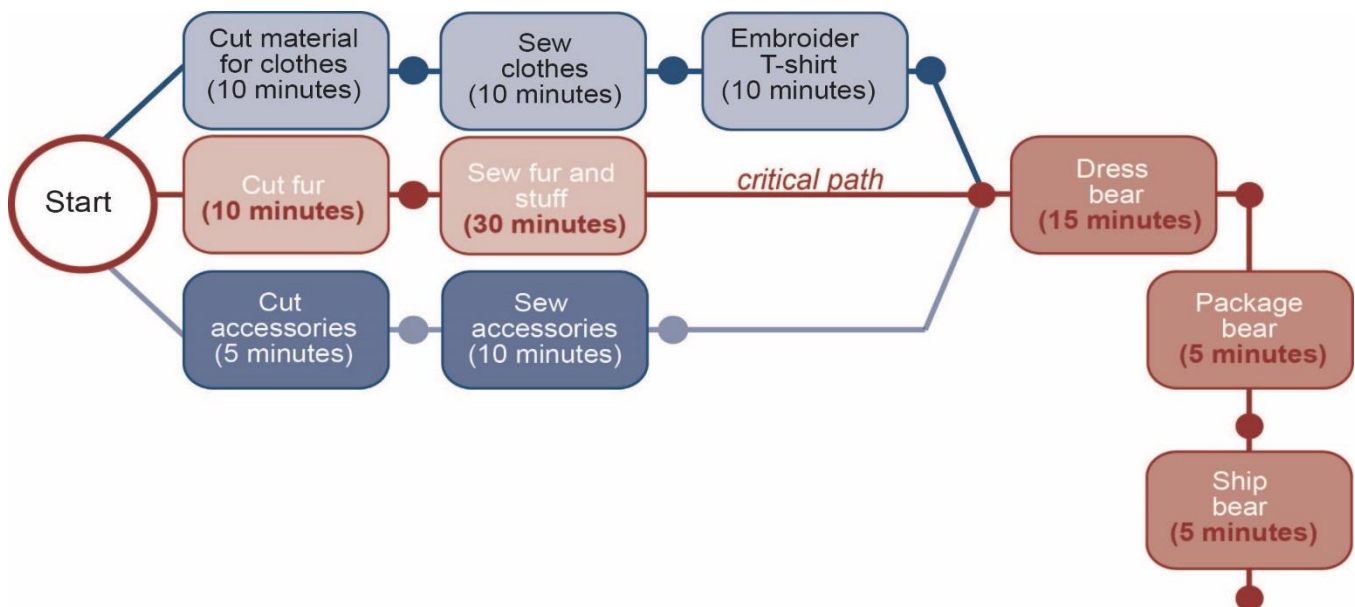 Cut material
for clothes
(10 minutes)
Sew
clothes
(10 minutes)
Embroider
T-shirt
(10 minutes)
Start
Cut fur
(10 minutes)
Sew fur and
stuff
(30 minutes)
critical path
Dress
bear
(15 minutes)
Cut
accessories
(5 minutes)
Sew
accessories
(10 minutes)
Package
bear
(5 minutes)
Ship
bear
(5 minutes)